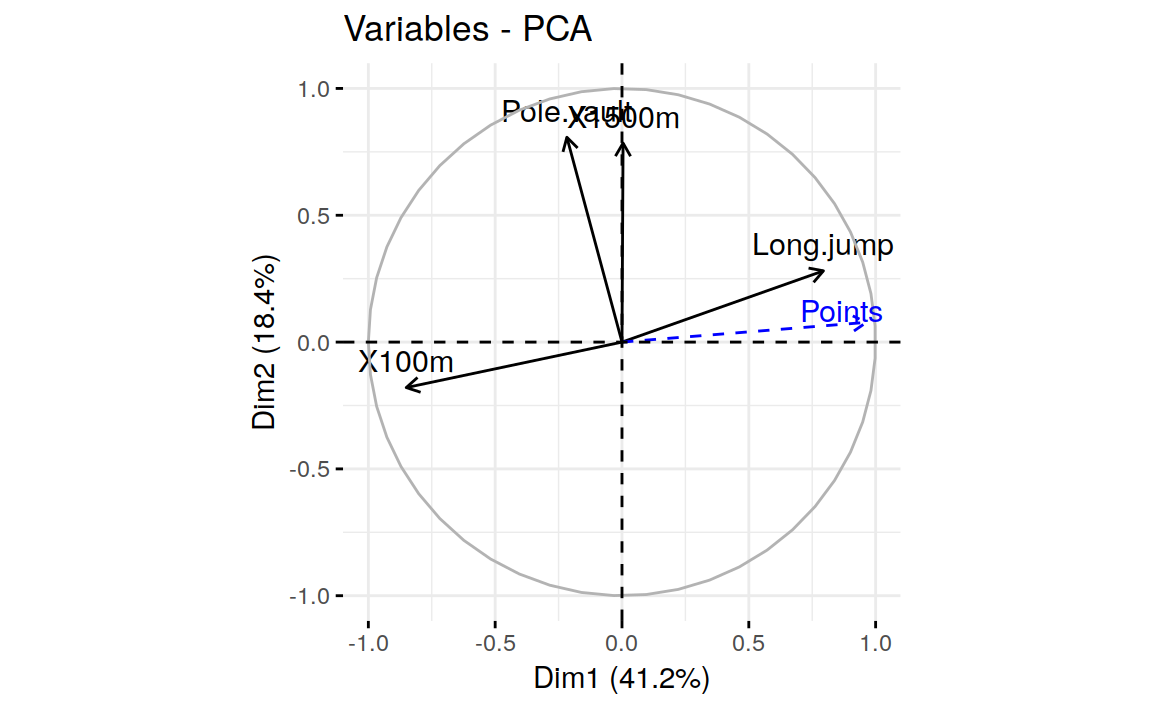 Variables - PCA
1.0
Pole.vault
X1500m
0.5
Long.jump
Points
0.0
X100m
-0.5
-1.0
-1.0 -0.5 0.0 0.5 1.0
Dim1 (41.2%)
Dim2 (18.4%)